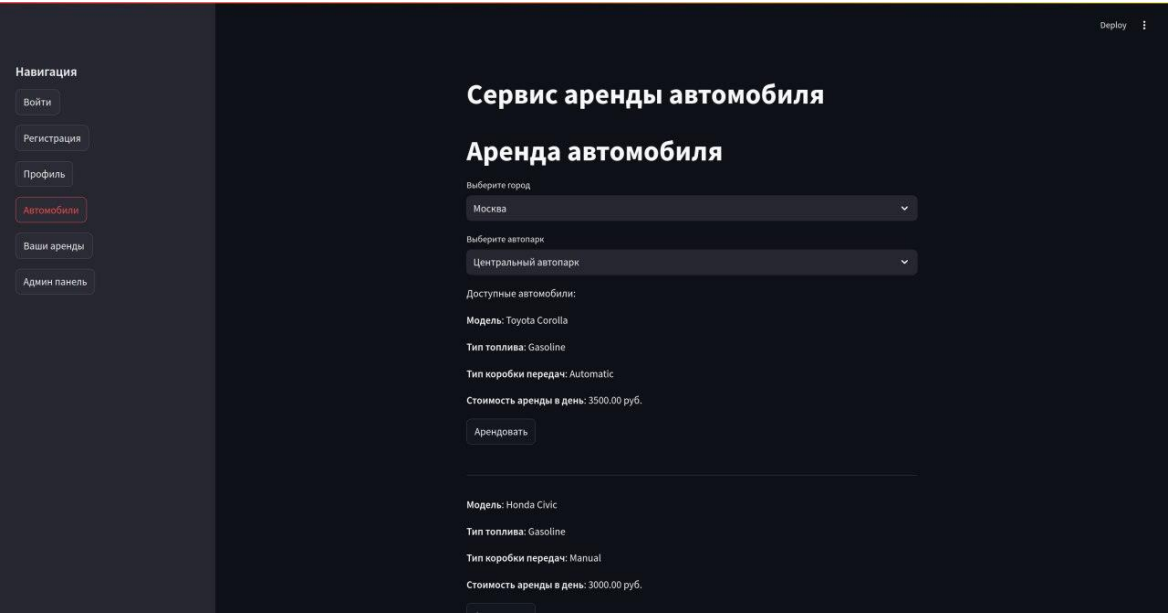 Deploy
Навигация
Войти
Регистрация
Профиль
Автомобили
Ваши аренды
Админ панель
Сервис аренды автомобиля
Аренда автомобиля
Выберите город
Москва
Выберите автопарк
Центральный автопарк
Доступные автомобили:
Модель: Toyota Corolla
Тип топлива: Gasoline
Тип коробки передач: Automatic
Стоимость аренды в день: 3500.00 руб.
Арендовать
Модель: Honda Civic
Тип топлива: Gasoline
Тип коробки передач: Manual
Стоимость аренды в день: 3000.00 руб.